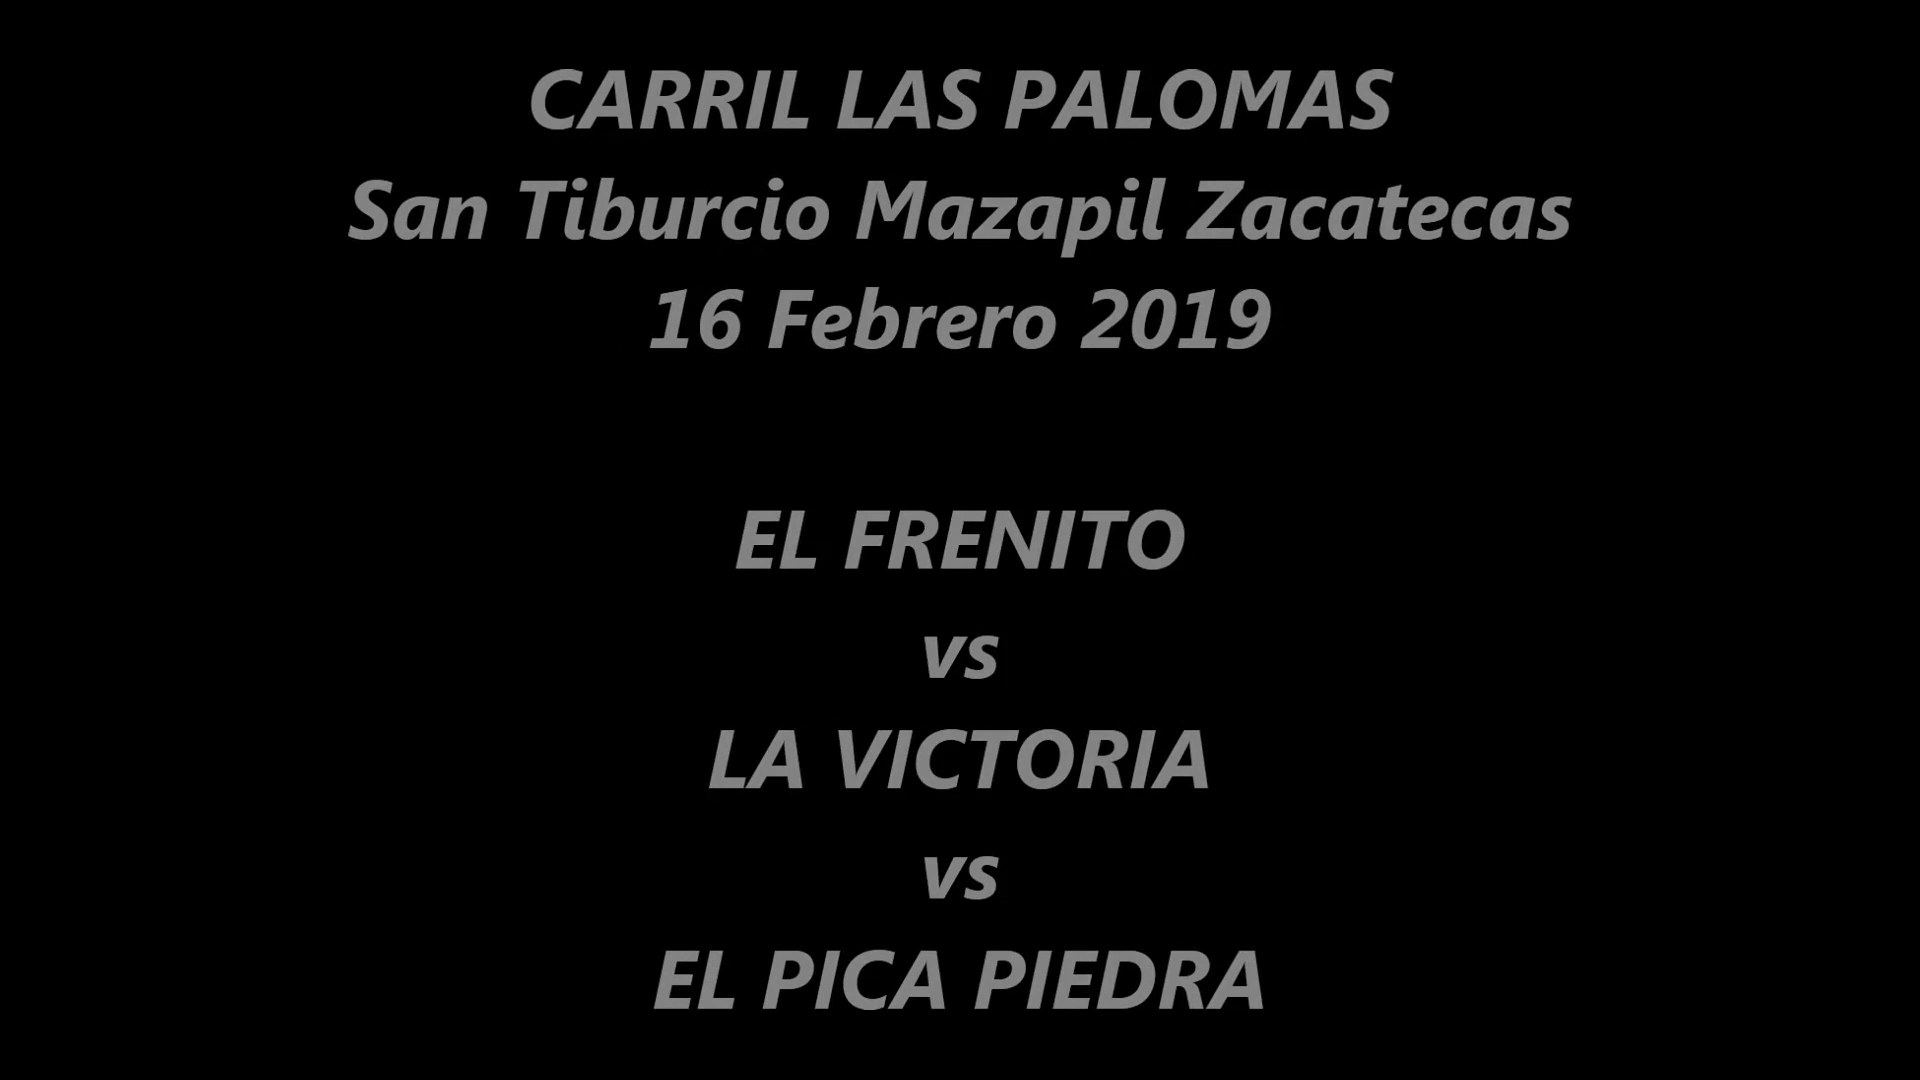 CARRIL LAS PALOMAS
San Tiburcio Mazapil Zacatecas
16 Febrero 2019
EL FRENITO
vs
LA VICTORIA
vs
EL PICA PIEDRA